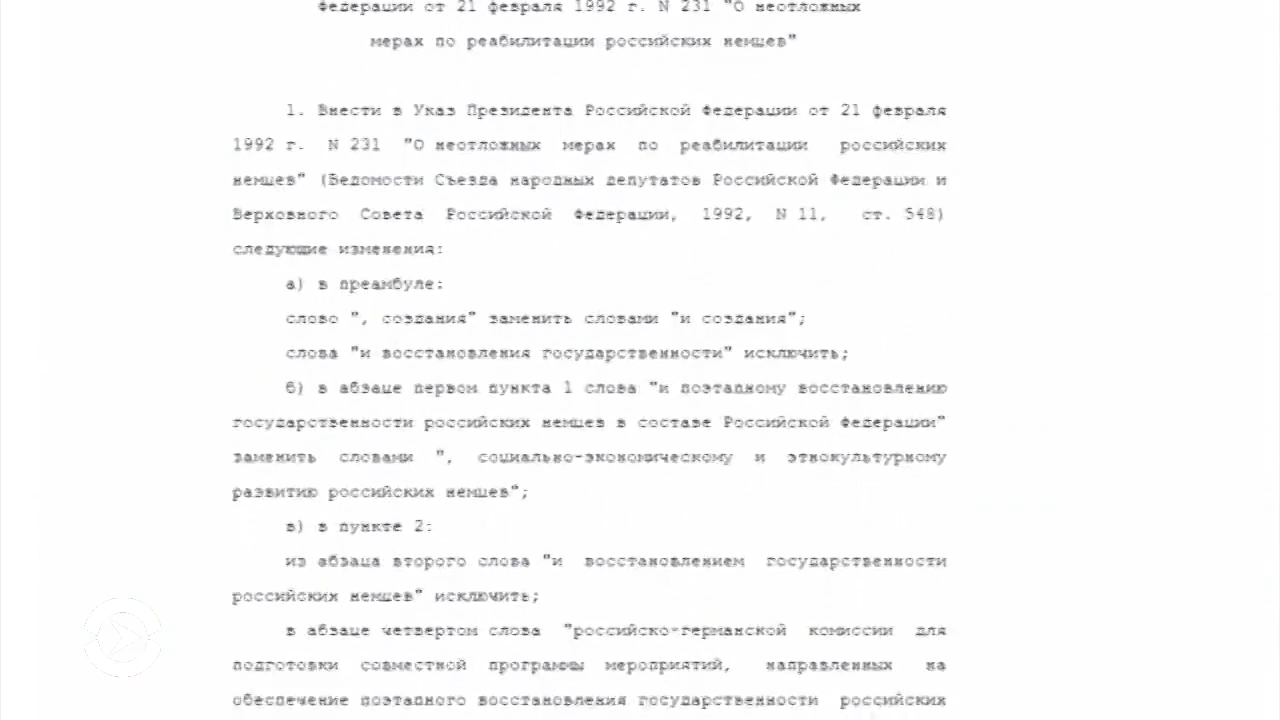 Федерации от 21 февраля 1992 г. N 231 "О неотложных
мерах по реабилитации российских немцев"
1. Внести в Указ Президента Российской Федерации от 21 февраля
1992 г. N 231 "О неотложных мерах по реабилитации российских
немцев" (Ведомости Съезда народных депутатов Российской Федерации и
Верховного Совета Российской Федерации, 1992, N 11, ст. 548)
следующие изменения:
а) в преамбуле:
слово ", создания" заменить словами "и создания";
слова "и восстановления государственности" исключить;
б) в абзаце первом пункта 1 слова "и поэтапному восстановлению
государственности российских немцев в составе Российской Федерации"
заменить словами ", социально-экономическому и этнокультурному
развитию российских немцев";
в) в пункте 2:
из абзаца второго слова "и восстановлением государственности
российских немцев" исключить;
в абзаце четвертом слова "российско-германской комиссии для
подготовки совместной программы мероприятий, направленных на
обеспечение поэтапного восстановления государственности российских